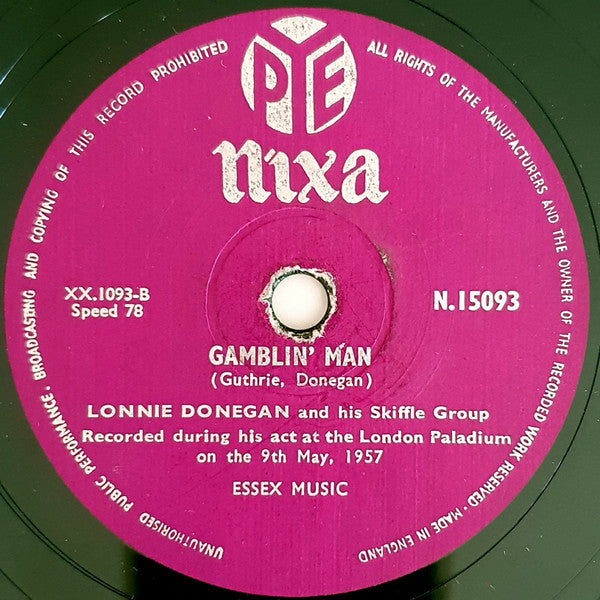 UNAUTHORISED PUBLIC PERFORMANCE, BROADCASTING AND COPYING OF THIS RECORD PROHIBITED
ALL RIGHTS OF THE MANUFACTURERS AND THE OWNER OF THE RECORDED WORK RESERVED · MADE IN ENGLAND
PYE
nixa
XX.1093-B
Speed 78
N.15093
GAMBLIN' MAN
(Guthrie, Donegan)
LONNIE DONEGAN and his Skiffle Group
Recorded during his act at the London Paladium
on the 9th May, 1957
ESSEX MUSIC